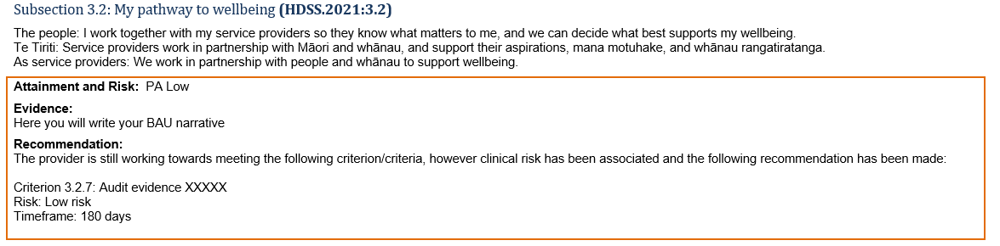 Subsection 3.2: My pathway to wellbeing (HDSS.2021:3.2)
The people: I work together with my service providers so they know what matters to me, and we can decide what best supports my wellbeing.
Te Tiriti: Service providers work in partnership with Māori and whānau, and support their aspirations, mana motuhake, and whānau rangatiratanga.
As service providers: We work in partnership with people and whānau to support wellbeing.
Attainment and Risk: PA Low
Evidence:
Here you will write your BAU narrative
Recommendation:
The provider is still working towards meeting the following criterion/criteria, however clinical risk has been associated and the following recommendation has been made:
Criterion 3.2.7: Audit evidence XXXXX
Risk: Low risk
Timeframe: 180 days